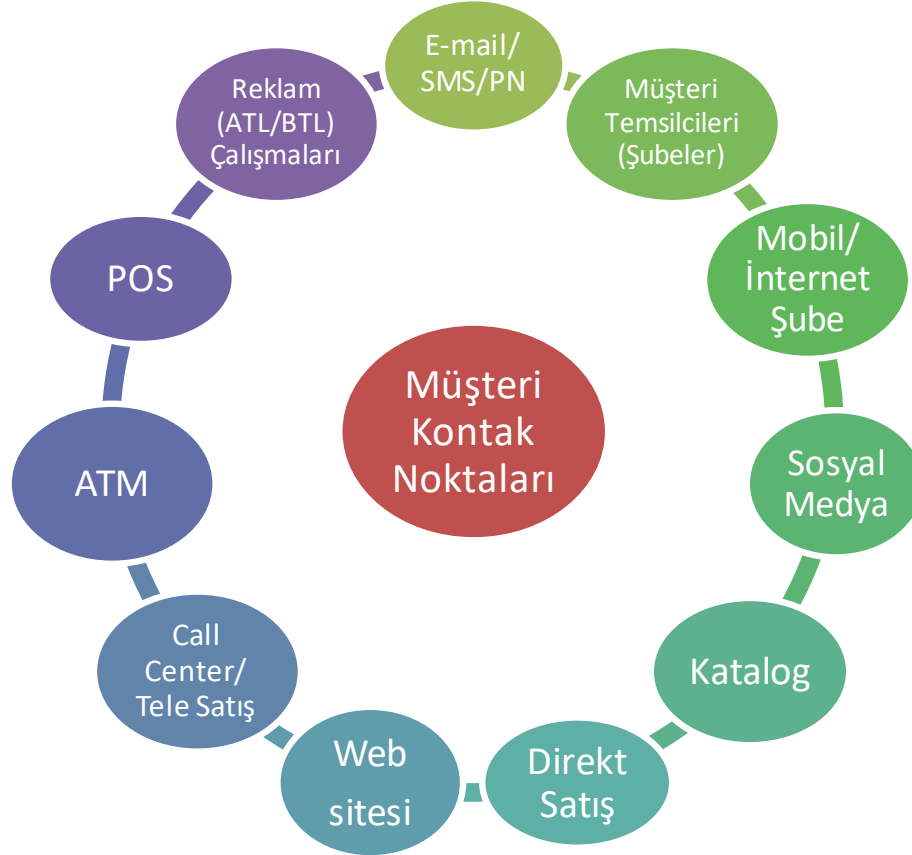 E-mail/
SMS/PN
Müşteri
Temsilcileri
(Şubeler)
Mobil/
İnternet
Şube
Sosyal
Medya
Katalog
Direkt
Satış
Web
sitesi
Call
Center/
Tele Satış
ATM
POS
Reklam
(ATL/BTL)
Çalışmaları
Müşteri
Kontak
Noktaları